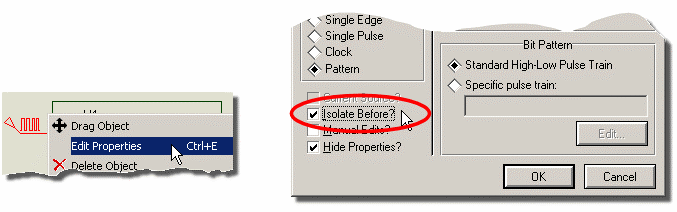 Drag Object
Edit Properties Ctrl+E
Delete Object
Single Edge
Single Pulse
Clock
Pattern
Current Source?
Isolate Before?
Manual Edits?
Hide Properties?
Bit Pattern
Standard High-Low Pulse Train
Specific pulse train:
Edit...
OK
Cancel